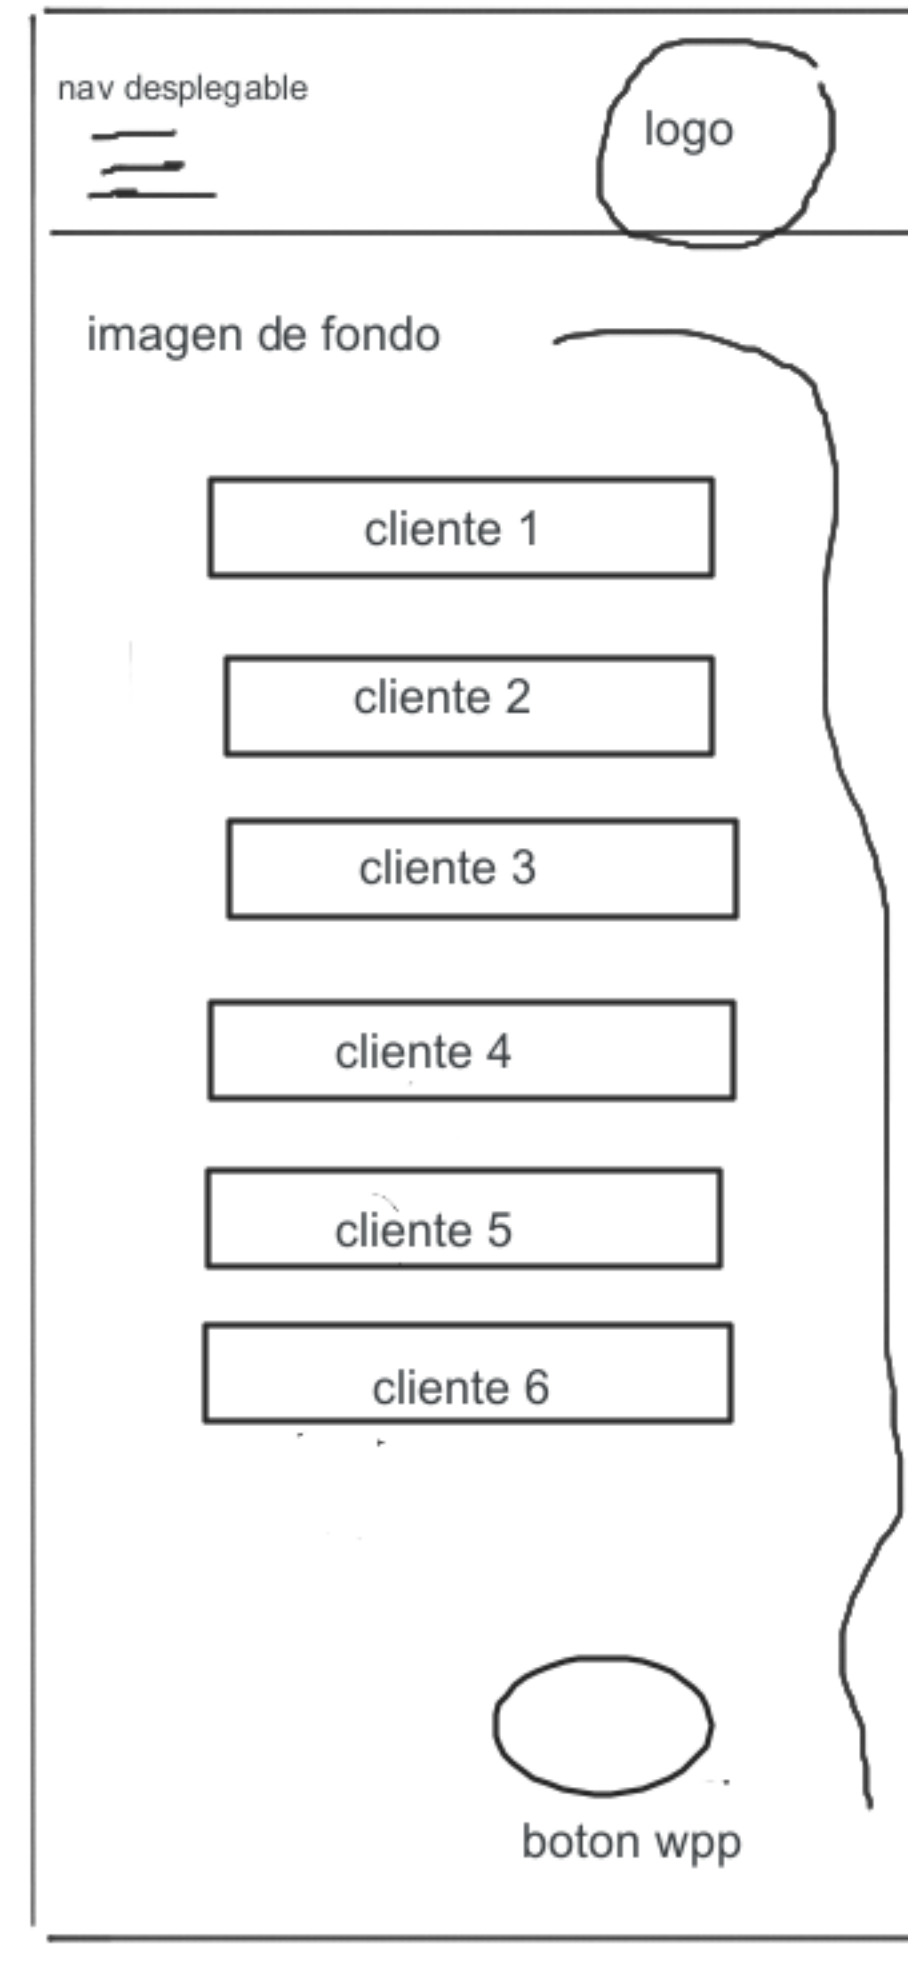 nav desplegable
logo
imagen de fondo
cliente 1
cliente 2
cliente 3
cliente 4
cliente 5
cliente 6
boton wpp